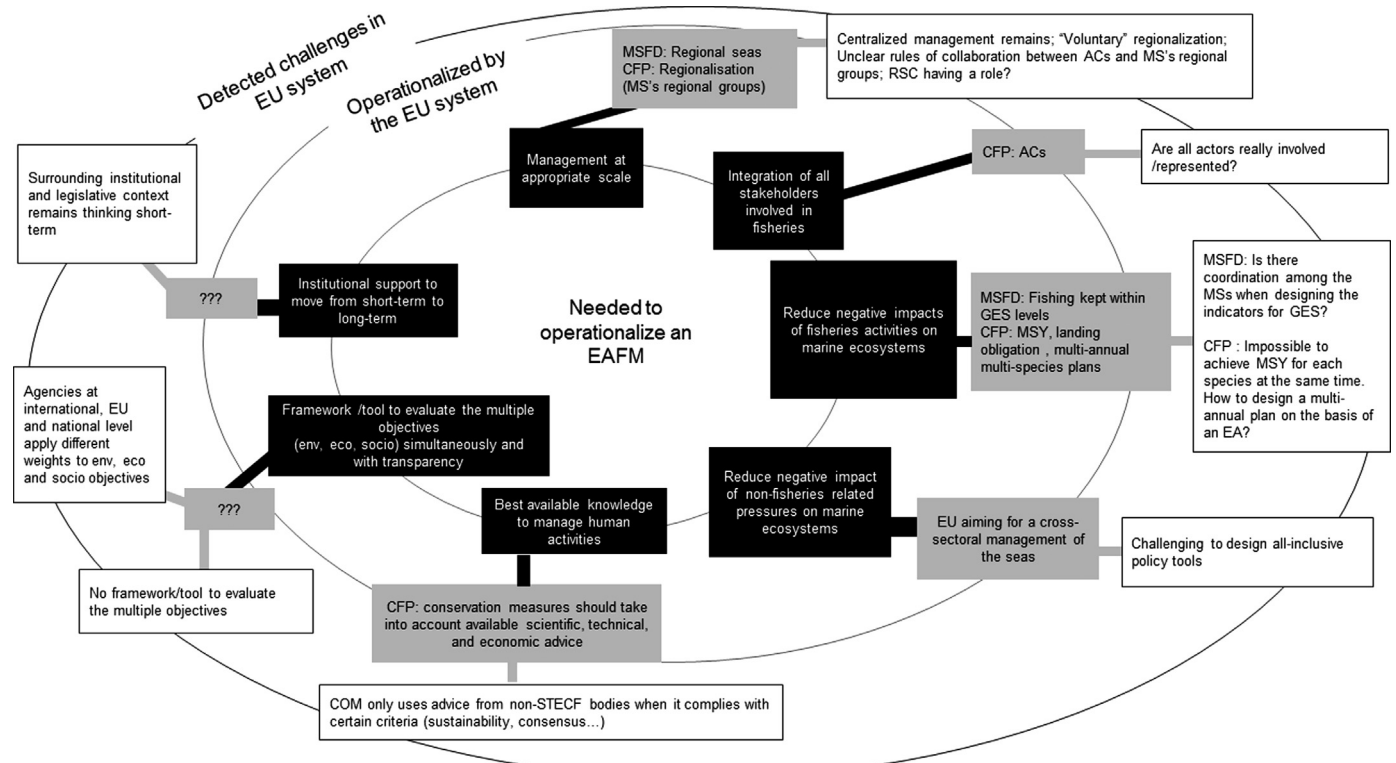 Detected challenges in
EU system
Operationalized by
the EU system
MSFD: Regional seas
CFP: Regionalisation
(MS's regional groups)
Centralized management remains; "Voluntary" regionalization;
Unclear rules of collaboration between ACs and MS's regional
groups; RSC having a role?
Management at
appropriate scale
Integration of all
stakeholders
involved in
fisheries
CFP: ACs
Are all actors really involved
/represented?
Surrounding institutional
and legislative context
remains thinking short-
term
???
Institutional support to
move from short-term to
long-term
Needed to
operationalize an
EAFM
Reduce negative impacts
of fisheries activities on
marine ecosystems
MSFD: Fishing kept within
GES levels
CFP: MSY, landing
obligation , multi-annual
multi-species plans
MSFD: Is there
coordination among the
MSs when designing the
indicators for GES?
CFP : Impossible to
achieve MSY for each
species at the same time.
How to design a multi-
annual plan on the basis of
an EA?
Agencies at
international, EU
and national level
apply different
weights to env, eco
and socio objectives
Framework /tool to evaluate the multiple
objectives
(env, eco, socio) simultaneously and
with transparency
???
No framework/tool to evaluate
the multiple objectives
Best available knowledge
to manage human
activities
Reduce negative impact
of non-fisheries related
pressures on marine
ecosystems
EU aiming for a cross-
sectoral management of
the seas
Challenging to design all-inclusive
policy tools
CFP: conservation measures should take
into account available scientific, technical,
and economic advice
COM only uses advice from non-STECF bodies when it complies with
certain criteria (sustainability, consensus…)